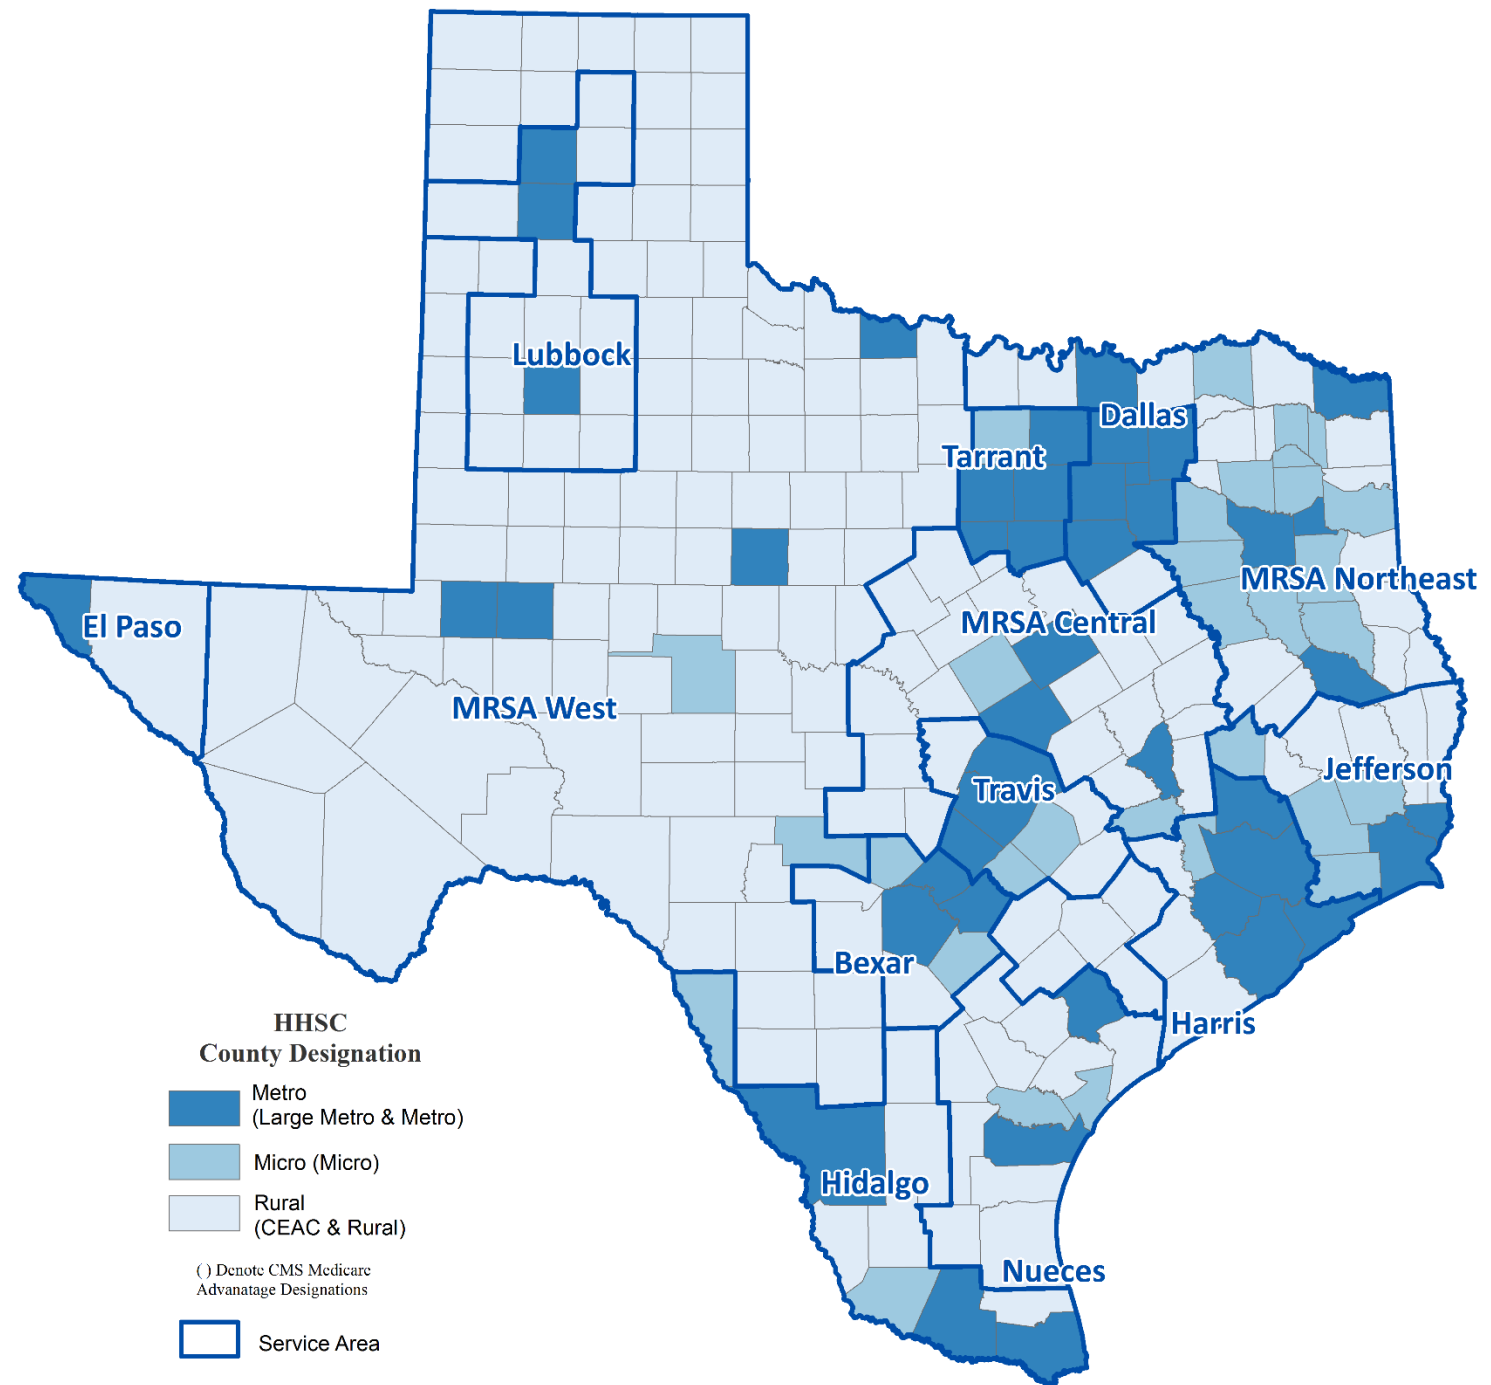 Lubbock
Dallas
Tarrant
MRSA Northeast
El Paso
MRSA Central
MRSA West
Jefferson
Travis
Bexar
Harris
Hidalgo
Nueces
HHSC
County Designation
Metro
(Large Metro & Metro)
Micro (Micro)
Rural
(CEAC & Rural)
( ) Denote CMS Medicare
Advanatage Designations
Service Area